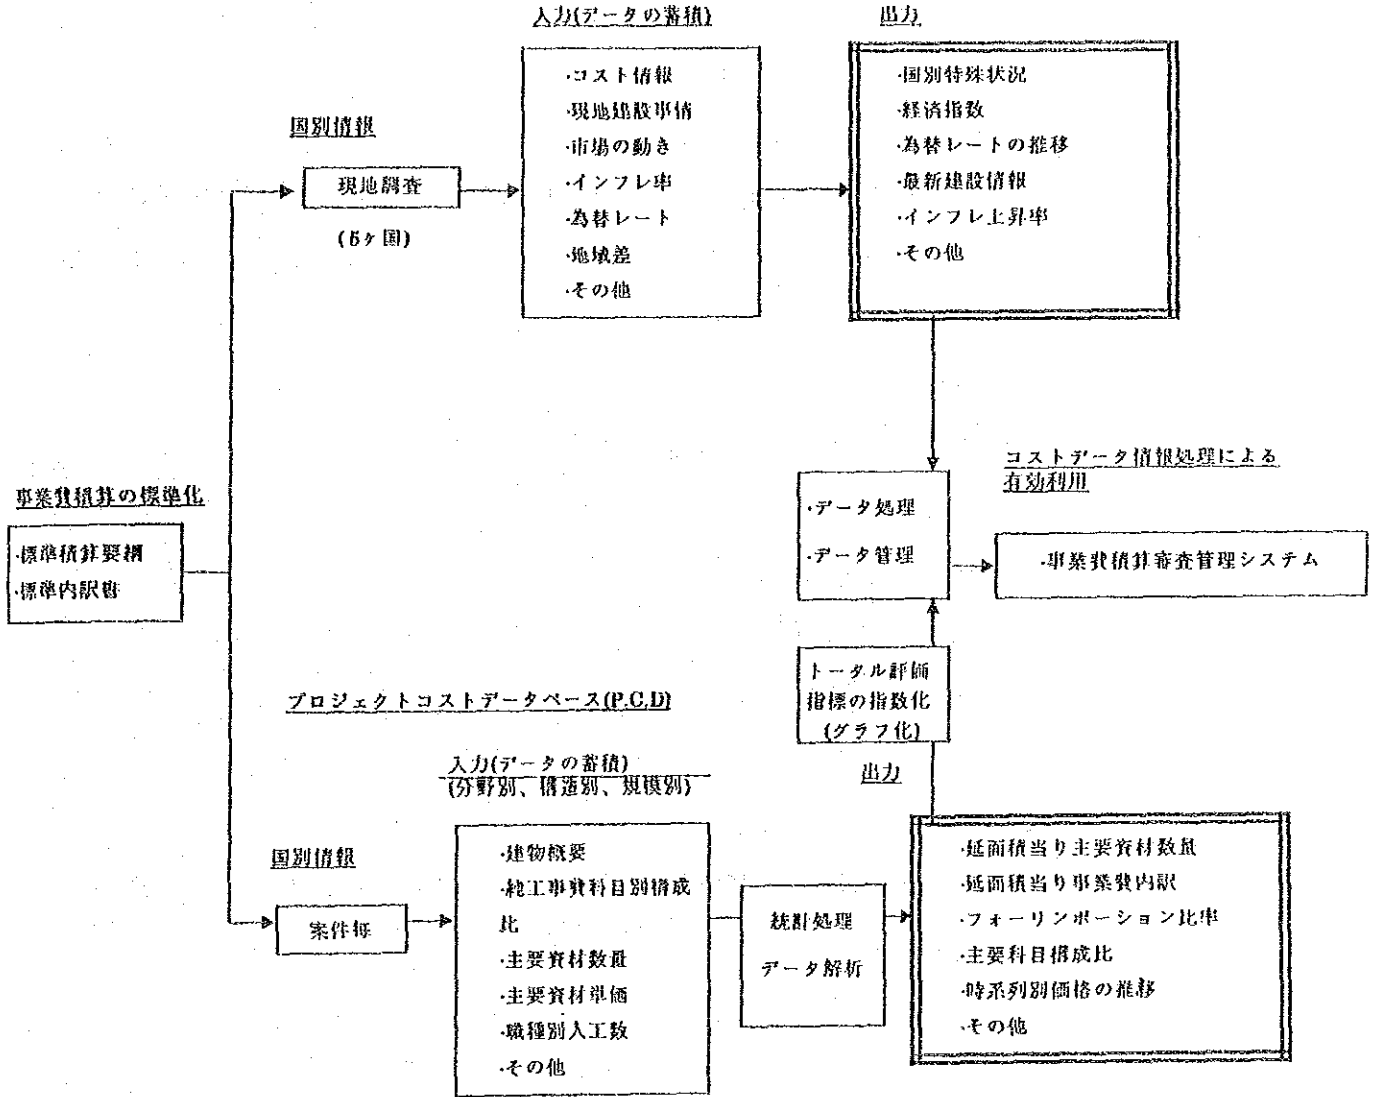 入力(データの蓄積)
出力
・コスト情報
・現地建設事情
・市場の動き
・インフレ率
・為替レート
・地域差
・その他
・国別特殊状況
・経済指数
・為替レートの推移
・最新建設情報
・インフレ上昇率
・その他
国別情報
現地調査
(5ヶ国)
事業費積算の標準化
・標準積算要綱
・標準内訳書
・データ処理
・データ管理
コストデータ情報処理による
有効利用
・事業費積算審査管理システム
トータル評価
指標の指数化
(グラフ化)
プロジェクトコストデータベース(P.C.D)
入力(データの蓄積)
(分野別、構造別、規模別)
出力
国別情報
案件毎
・建物概要
・純工事費科目別構成
比
・主要資材数量
・主要資材単価
・職種別人工数
・その他
統計処理
データ解析
・延面積当り主要資材数量
・延面積当り事業費内訳
・フォーリンポーション比率
・主要科目構成比
・時系列別価格の推移
・その他